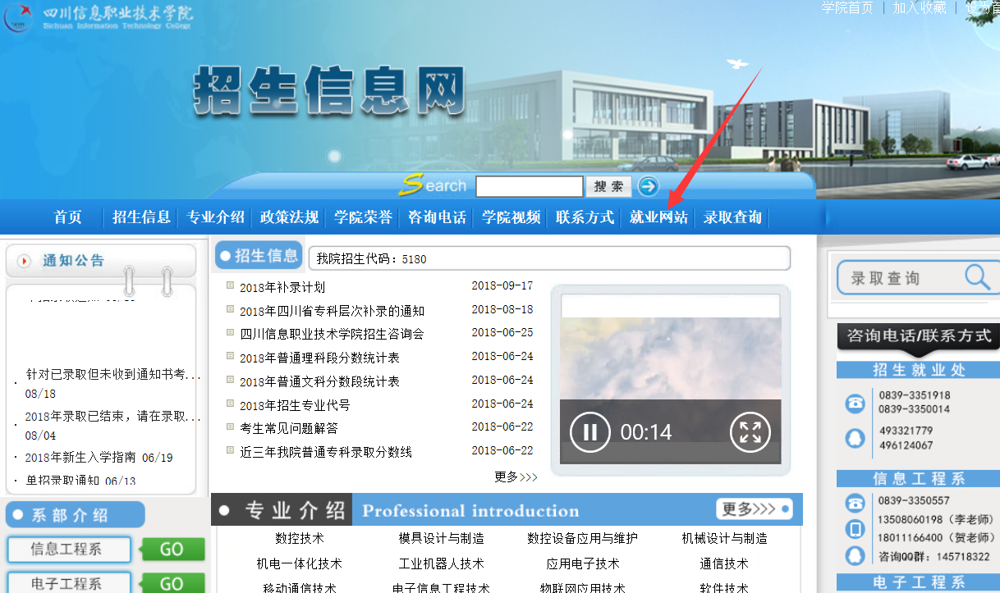 四川信息职业技术学院
Sichuan Information Technology College
学院首页 | 加入收藏 | 设为首
招生信息网
Search 搜 索
首页 招生信息 专业介绍 政策法规 学院荣誉 咨询电话 学院视频 联系方式 就业网站 录取查询
通知公告
针对已录取但未收到通知书考...
08/18
2018年录取已结束，请在录取...
08/04
2018年新生入学指南 06/19
单招录取通知 06/13
系部介绍
信息工程系 GO
电子工程系 GO
招生信息 我院招生代码：5180
2018年补录计划 2018-09-17
2018年四川省专科层次补录的通知 2018-08-18
四川信息职业技术学院招生咨询会 2018-06-25
2018年普通理科段分数统计表 2018-06-24
2018年普通文科分数段统计表 2018-06-24
2018年招生专业代号 2018-06-24
考生常见问题解答 2018-06-22
近三年我院普通专科录取分数线 2018-06-22
更多>>>
00:14
专业介绍 Professional introduction 更多>>>
数控技术 模具设计与制造 数控设备应用与维护 机械设计与制造
机电一体化技术 工业机器人技术 应用电子技术 通信技术
移动通信技术 电子信息工程技术 物联网应用技术 软件技术
录取查询
咨询电话/联系方式
招生就业处
0839-3351918
0839-3350014
493321779
496124067
信息工程系
0839-3350557
13508060198（李老师）
18011166400（贺老师）
咨询QQ群：145718322
电子工程系